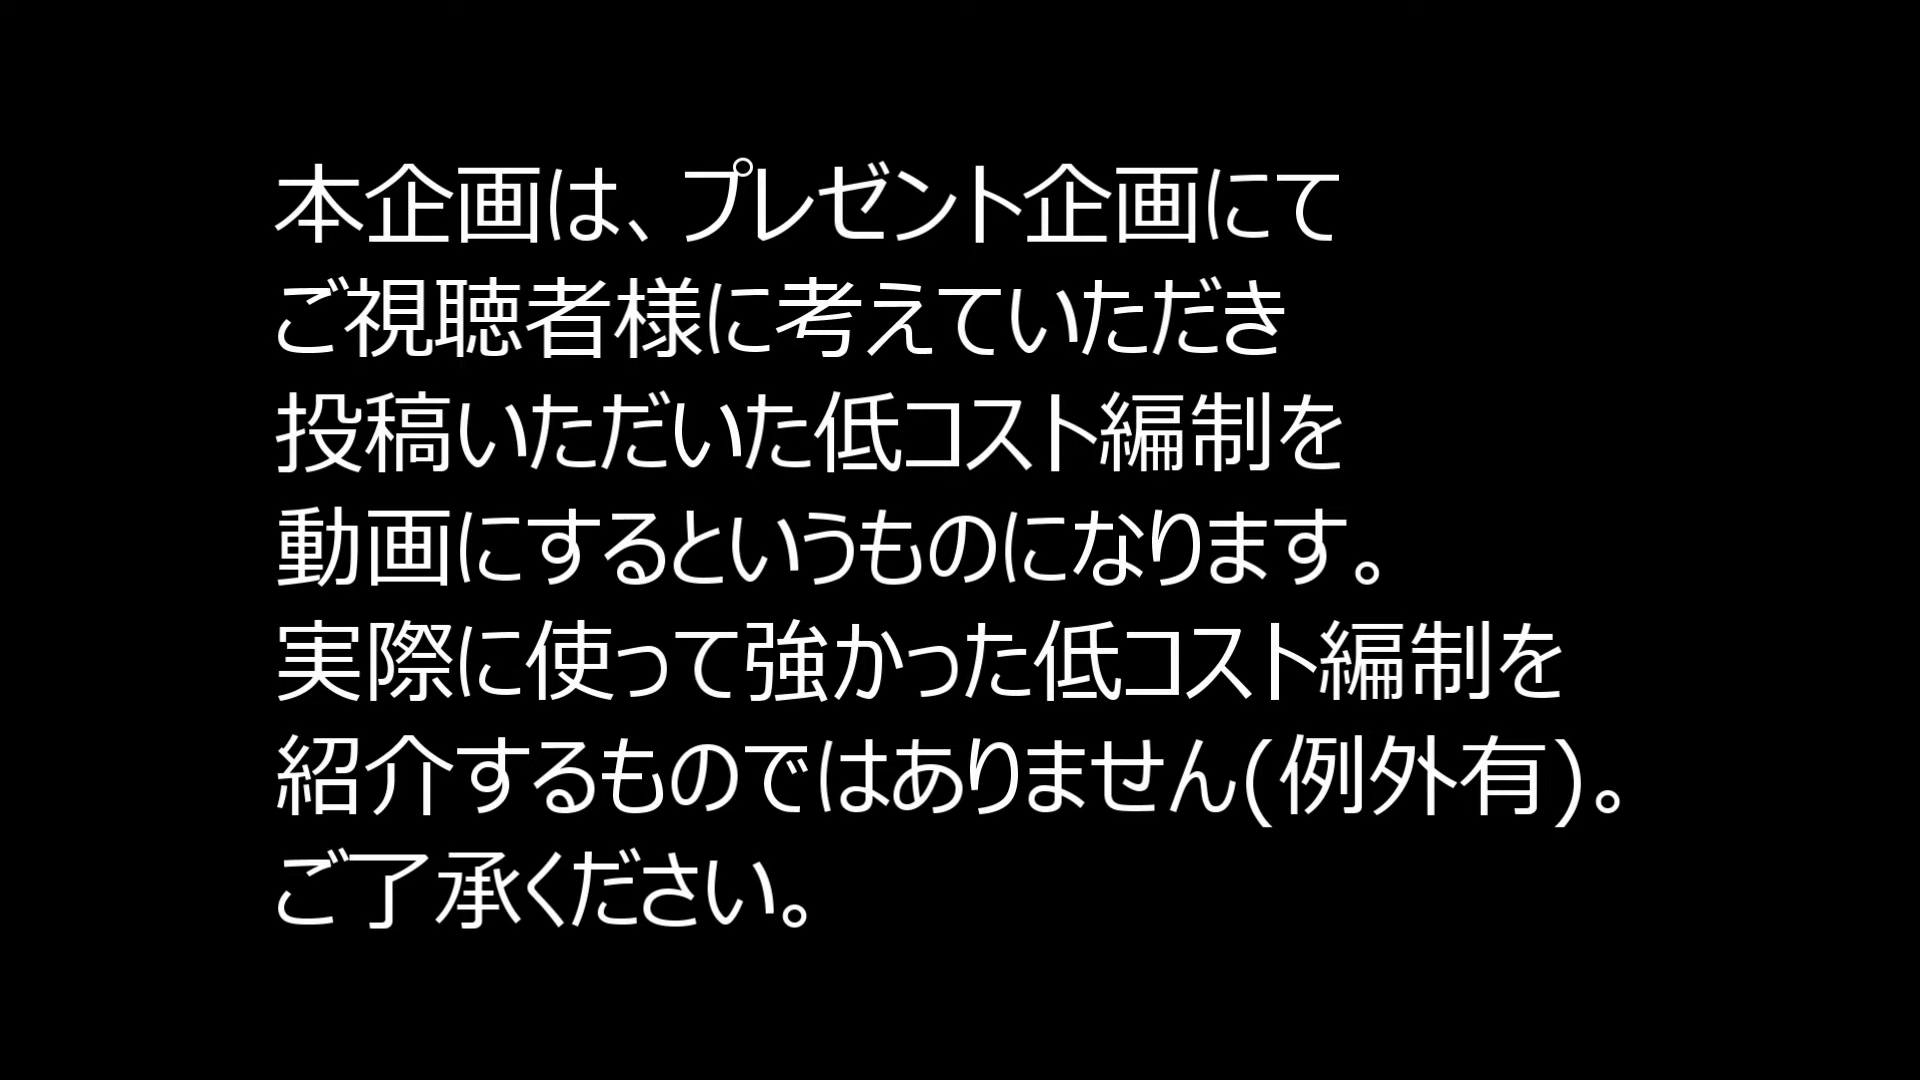 本企画は、プレゼント企画にて
ご視聴者様に考えていただき
投稿いただいた低コスト編制を
動画にするというものになります。
実際に使って強かった低コスト編制を
紹介するものではありません(例外有)。
ご了承ください。